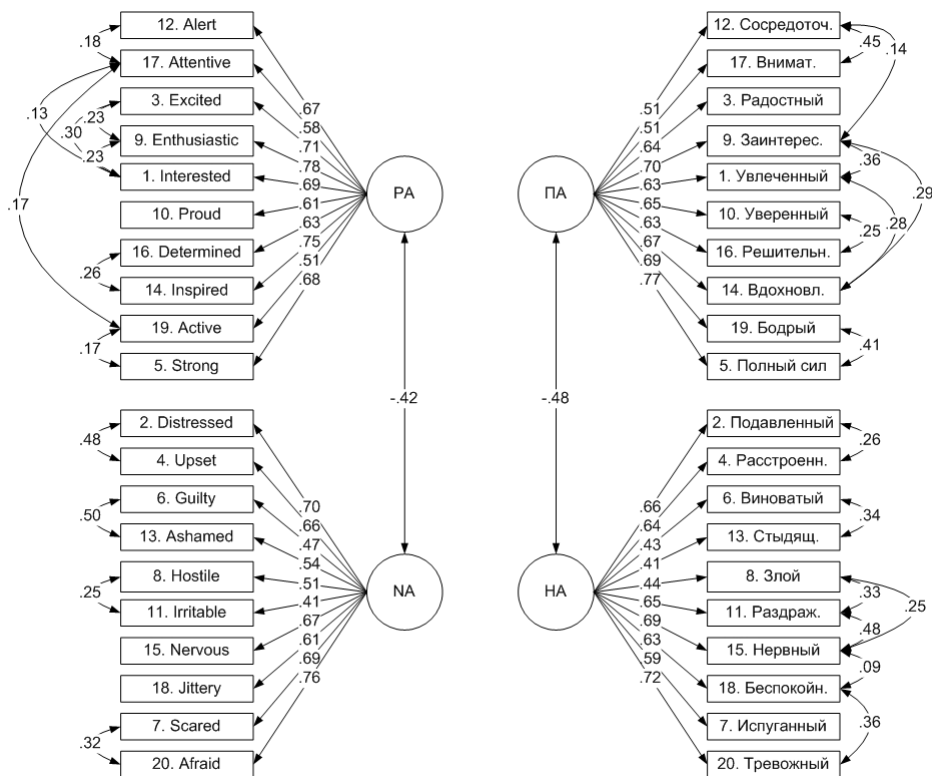 12. Alert
17. Attentive
3. Excited
9. Enthusiastic
1. Interested
10. Proud
16. Determined
14. Inspired
19. Active
5. Strong
.18
.13
.23
.30
.23
.17
.26
.17
.67
.58
.71
.78
.69
.61
.63
.75
.51
.68
PA
-.42
2. Distressed
4. Upset
6. Guilty
13. Ashamed
8. Hostile
11. Irritable
15. Nervous
18. Jittery
7. Scared
20. Afraid
.48
.50
.25
.32
.70
.66
.47
.54
.51
.41
.67
.61
.69
.76
NA
12. Сосредоточ.
17. Внимат.
3. Радостный
9. Заинтерес.
1. Увлеченный
10. Уверенный
16. Решительн.
14. Вдохновл.
19. Бодрый
5. Полный сил
.45
.14
.36
.29
.28
.25
.41
.51
.51
.64
.70
.63
.65
.63
.67
.69
.77
ПА
-.48
2. Подавленный
4. Расстроенн.
6. Виноватый
13. Стыдящ.
8. Злой
11. Раздраж.
15. Нервный
18. Беспокойн.
7. Испуганный
20. Тревожный
.26
.34
.33
.25
.48
.09
.36
.66
.64
.43
.41
.44
.65
.69
.63
.59
.72
НА